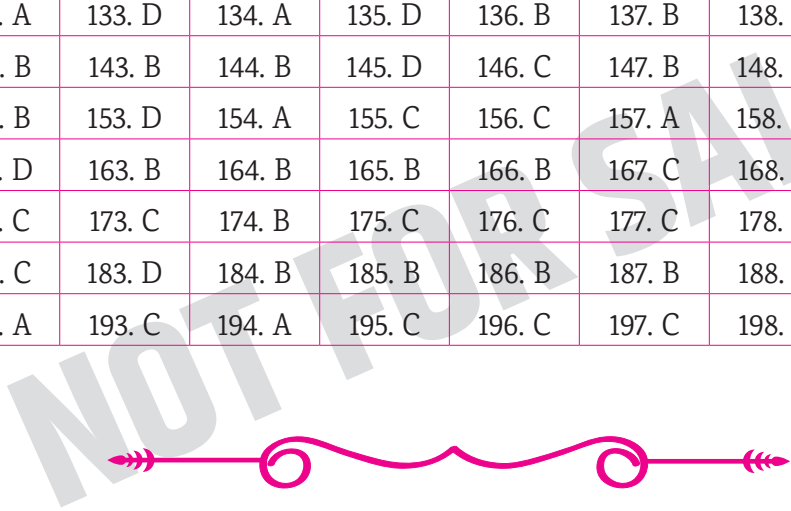 . A 133. D 134. A 135. D 136. B 137. B 138.
. B 143. B 144. B 145. D 146. C 147. B 148.
. B 153. D 154. A 155. C 156. C 157. A 158.
. D 163. B 164. B 165. B 166. B 167. C 168.
. C 173. C 174. B 175. C 176. C 177. C 178.
. C 183. D 184. B 185. B 186. B 187. B 188.
. A 193. C 194. A 195. C 196. C 197. C 198.
NOT FOR SAL